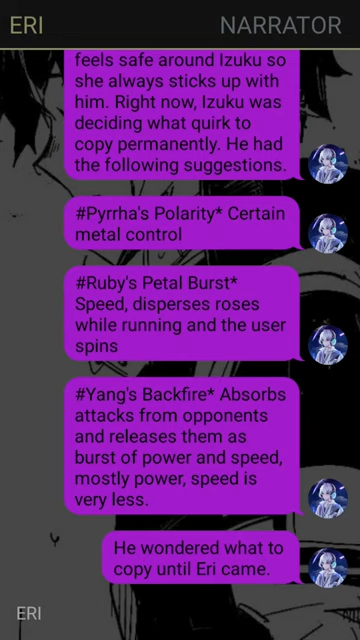 ERI
NARRATOR
feels safe around Izuku so
she always sticks up with
him. Right now, Izuku was
deciding what quirk to
copy permanently. He had
the following suggestions.
#Pyrrha's Polarity* Certain
metal control
#Ruby's Petal Burst*
Speed, disperses roses
while running and the user
spins
#Yang's Backfire* Absorbs
attacks from opponents
and releases them as
burst of power and speed,
mostly power, speed is
very less.
He wondered what to
copy until Eri came.
ERI